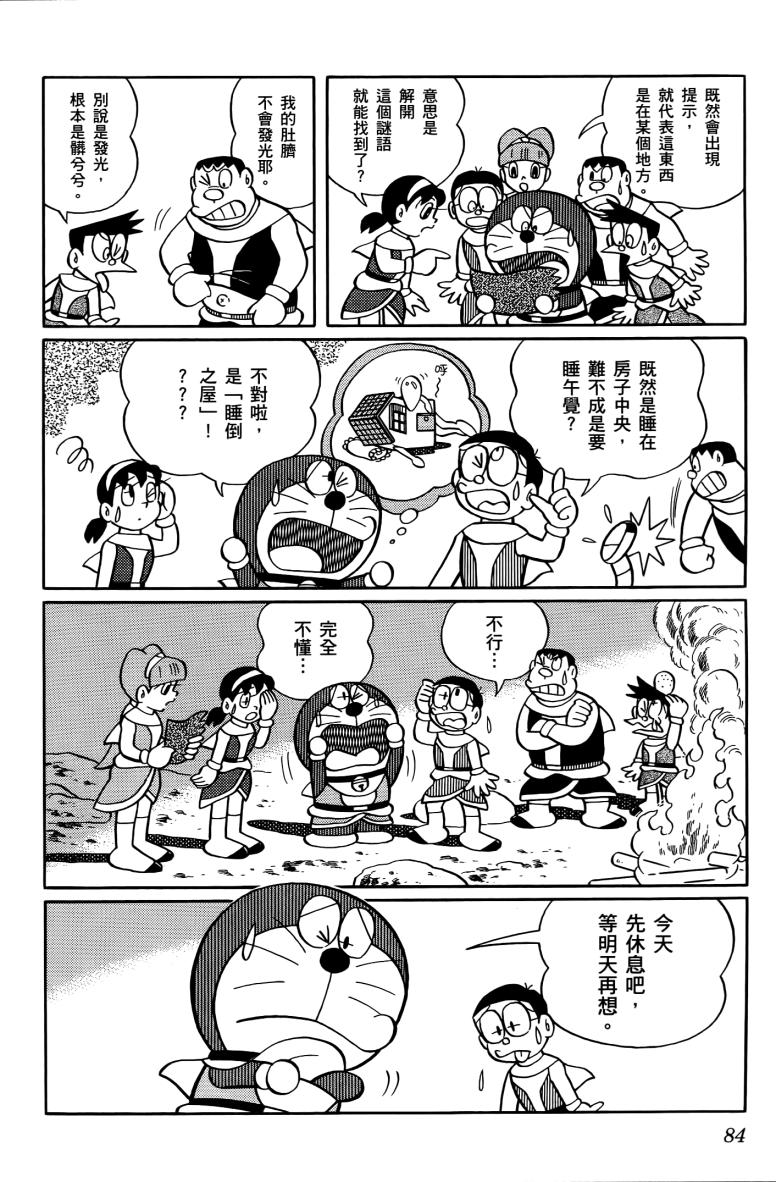 既然會出現
提示，
就代表這東西
是在某個地方。
意思是
解開
這個謎語
就能找到了？
我的肚臍
不會發光耶。
別說是發光，
根本是髒兮兮。
既然是睡在
房子中央，
難不成是要
睡午覺？
呼
不對啦，
是「睡倒
之屋」！
？？？
不行…
完全
不懂…
今天
先休息吧，
等明天再想。
84